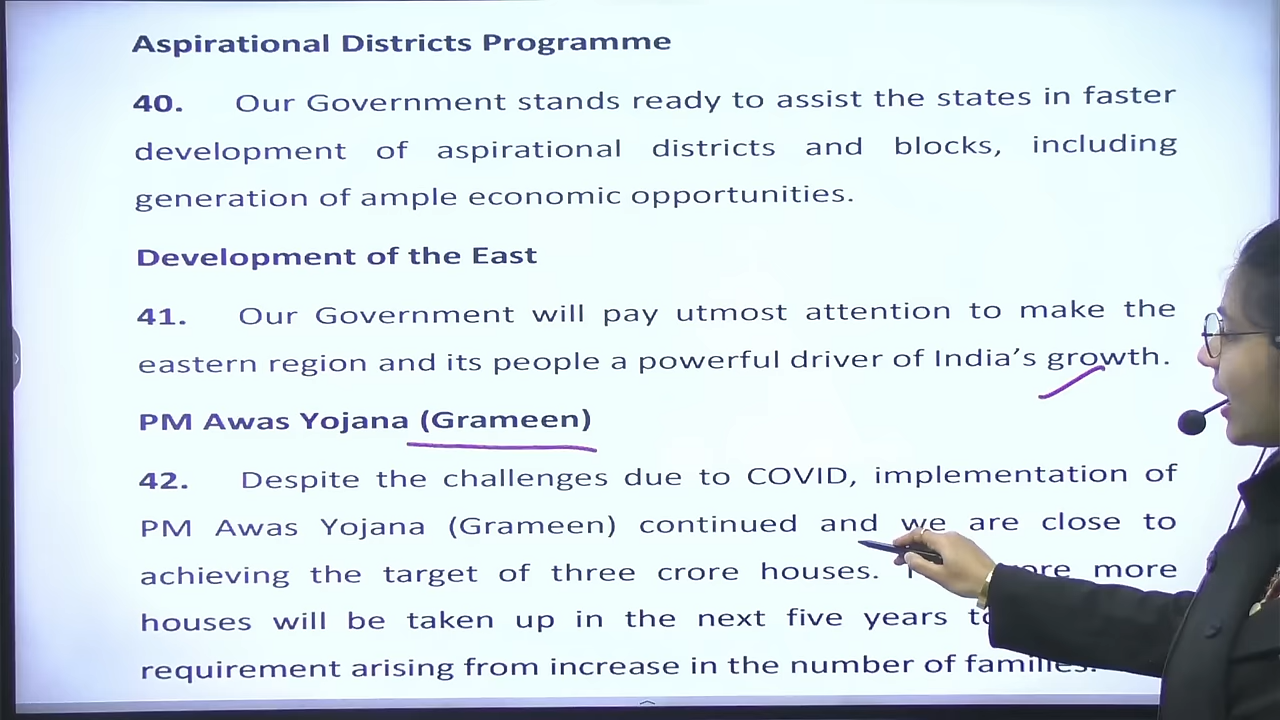 Aspirational Districts Programme
40. Our Government stands ready to assist the states in faster
development of aspirational districts and blocks, including
generation of ample economic opportunities.
Development of the East
41. Our Government will pay utmost attention to make the
eastern region and its people a powerful driver of India's growth.
PM Awas Yojana (Grameen)
42. Despite the challenges due to COVID, implementation of
PM Awas Yojana (Grameen) continued and we are close to
achieving the target of three crore houses. more
houses will be taken up in the next five years
requirement arising from increase in the number of families.